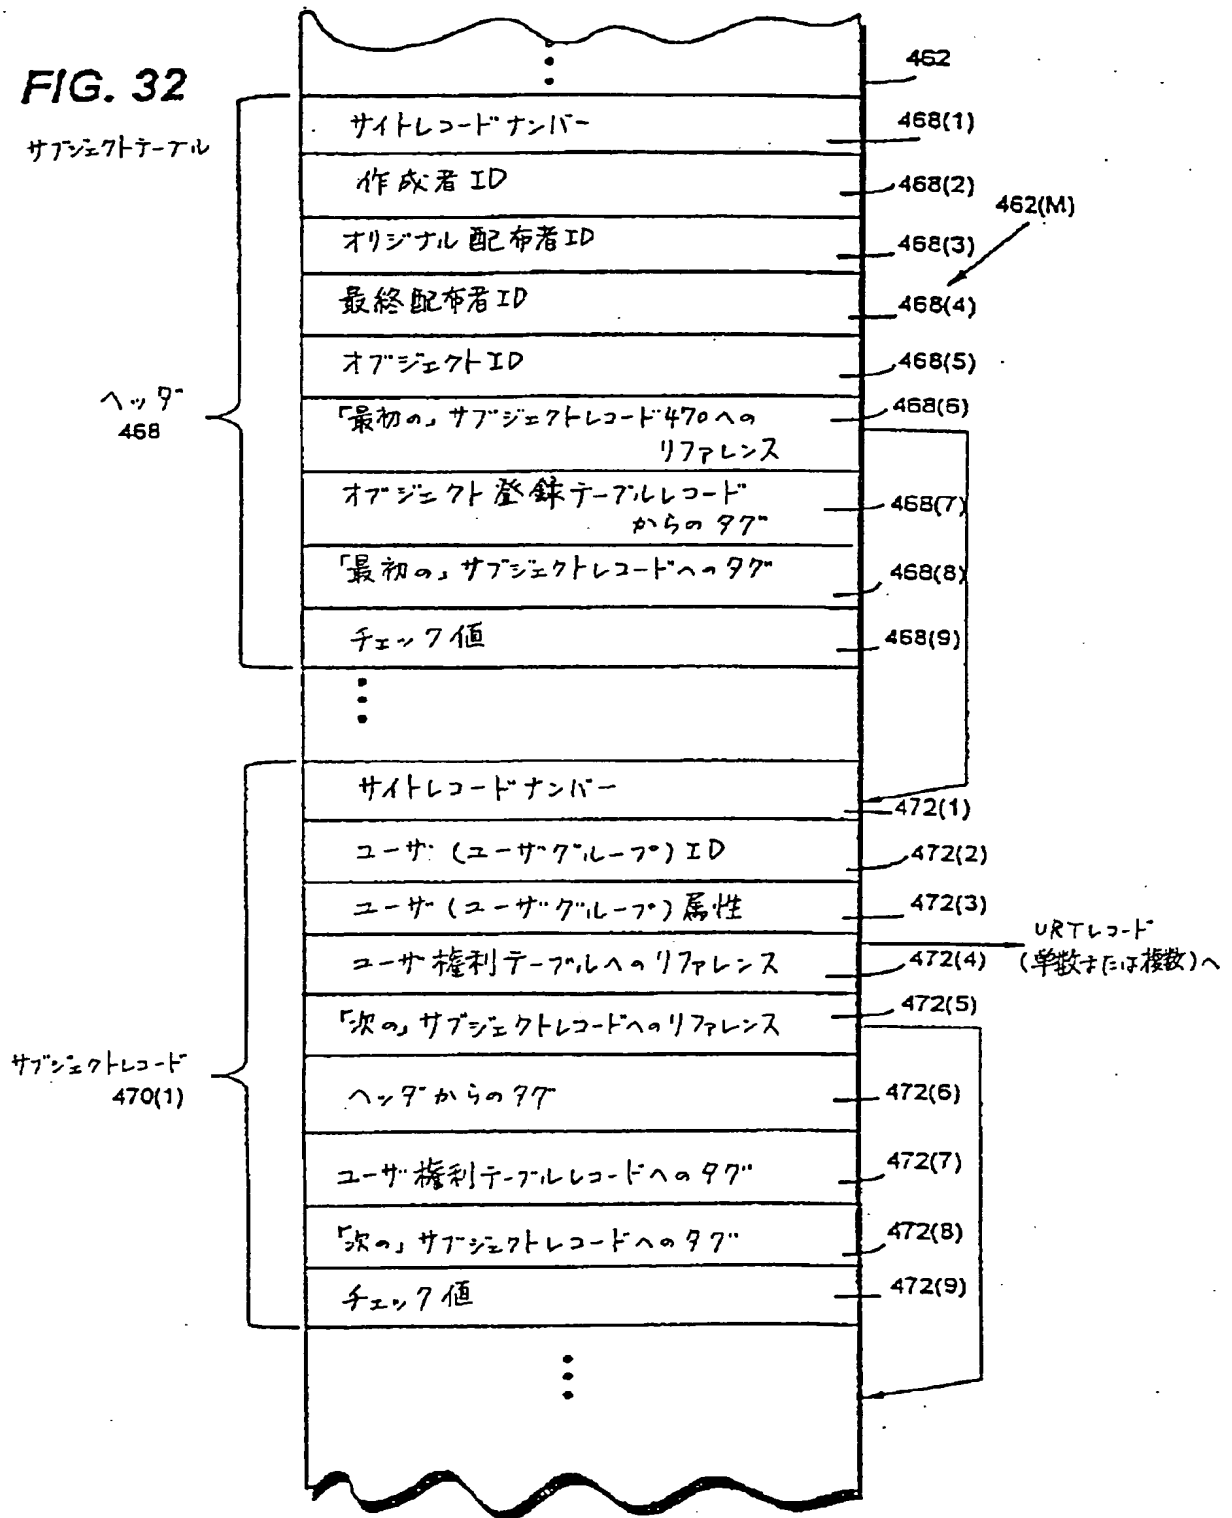 FIG. 32
サブジェクトテーブル
462
462(M)
ヘッダ
468
サイトレコードナンバー
468(1)
作成者ID
468(2)
オリジナル配布者ID
468(3)
最終配布者ID
468(4)
オブジェクトID
468(5)
「最初の」サブジェクトレコード470への
リファレンス
468(6)
オブジェクト登録テーブルレコード
からのタグ
468(7)
「最初の」サブジェクトレコードへのタグ
468(8)
チェック値
468(9)
サブジェクトレコード
470(1)
サイトレコードナンバー
472(1)
ユーザ(ユーザグループ)ID
472(2)
ユーザ(ユーザグループ)属性
472(3)
ユーザ権利テーブルへのリファレンス
472(4)
URTレコード
(単数または複数)へ
「次の」サブジェクトレコードへのリファレンス
472(5)
ヘッダからのタグ
472(6)
ユーザ権利テーブルレコードへのタグ
472(7)
「次の」サブジェクトレコードへのタグ
472(8)
チェック値
472(9)